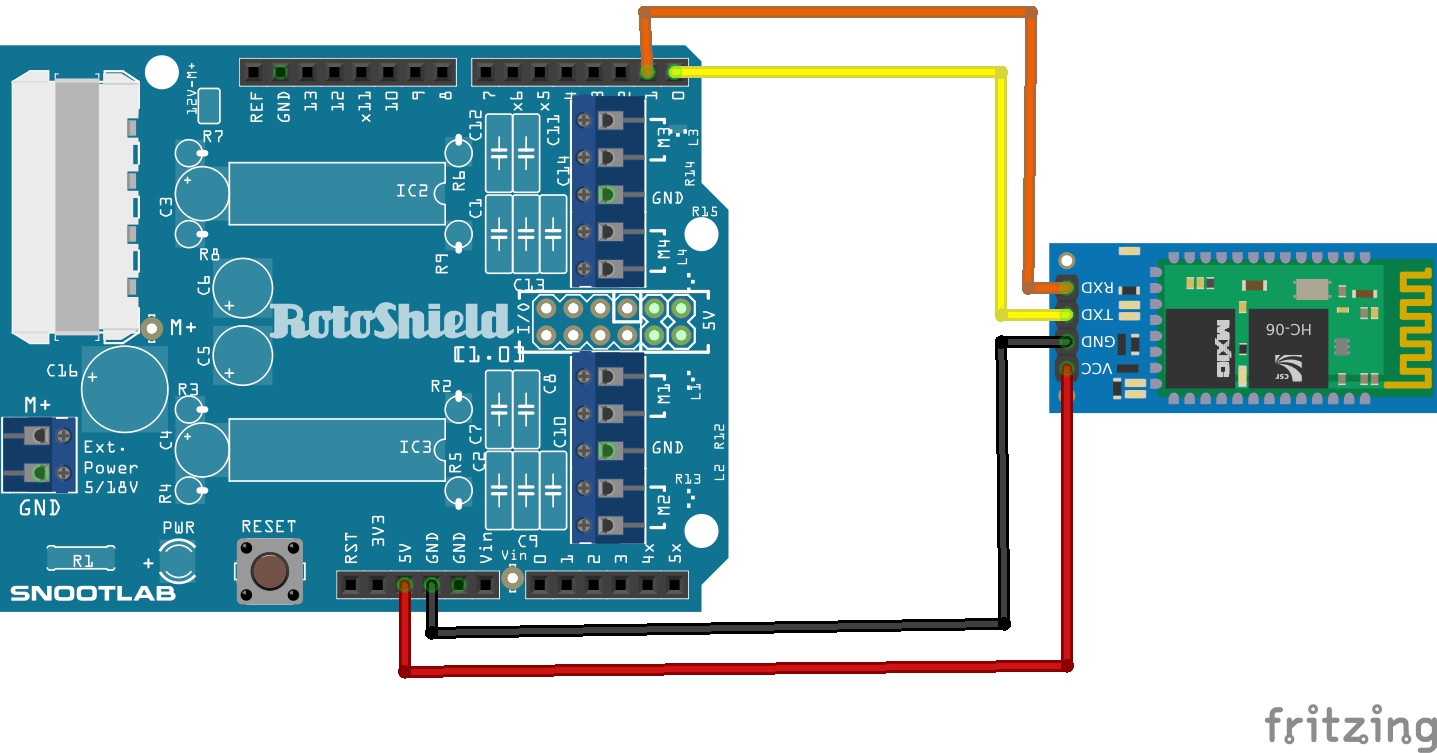 12V-M+
REF
GND
13
12
x11
10
9
8
7
x6
x5
4
1
0
R7
C12
C11
M3
L3
C14
R14
IC2
R6
C3
C1
GND
R15
R8
R9
M4
L4
C6
C13
I/O
5V
RotoShield
[1.0]
M+
C5
C16
R3
R2
C8
M1
L1
M+
C4
IC3
C7
C10
GND
R12
Ext.
Power
5/18V
R5
C2
R13
L2
R4
M2
GND
PWR
RESET
RST
3V3
5V
GND
GND
Vin
C9
Vin
0
1
2
3
4x
5x
R1
+
SNOOTLAB
RXD
TXD
GND
VCC
MXIC
HC-06
csr
fritzing